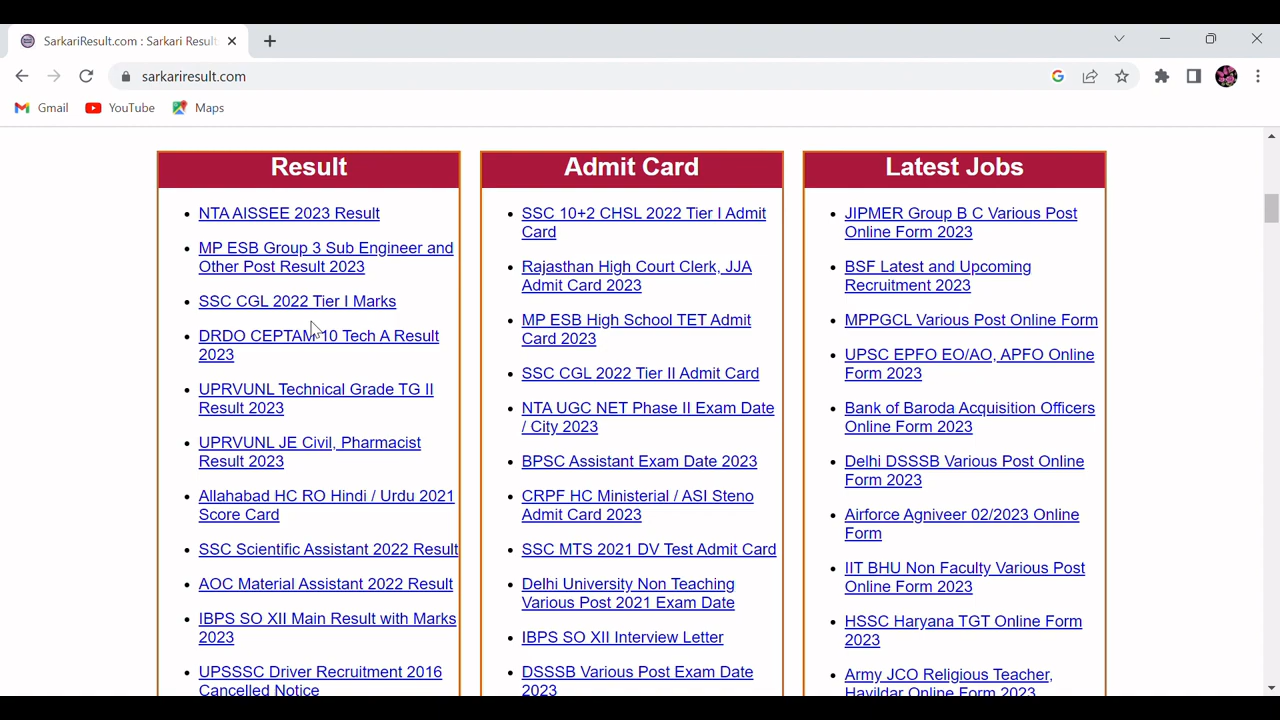 SarkariResult.com : Sarkari Result
sarkariresult.com
Gmail
YouTube
Maps
Result
NTA AISSEE 2023 Result
MP ESB Group 3 Sub Engineer and
Other Post Result 2023
SSC CGL 2022 Tier I Marks
DRDO CEPTAM 10 Tech A Result
2023
UPRVUNL Technical Grade TG II
Result 2023
UPRVUNL JE Civil, Pharmacist
Result 2023
Allahabad HC RO Hindi / Urdu 2021
Score Card
SSC Scientific Assistant 2022 Result
AOC Material Assistant 2022 Result
IBPS SO XII Main Result with Marks
2023
UPSSSC Driver Recruitment 2016
Cancelled Notice
Admit Card
SSC 10+2 CHSL 2022 Tier I Admit
Card
Rajasthan High Court Clerk, JJA
Admit Card 2023
MP ESB High School TET Admit
Card 2023
SSC CGL 2022 Tier II Admit Card
NTA UGC NET Phase II Exam Date
/ City 2023
BPSC Assistant Exam Date 2023
CRPF HC Ministerial / ASI Steno
Admit Card 2023
SSC MTS 2021 DV Test Admit Card
Delhi University Non Teaching
Various Post 2021 Exam Date
IBPS SO XII Interview Letter
DSSSB Various Post Exam Date
2023
Latest Jobs
JIPMER Group B C Various Post
Online Form 2023
BSF Latest and Upcoming
Recruitment 2023
MPPGCL Various Post Online Form
UPSC EPFO EO/AO, APFO Online
Form 2023
Bank of Baroda Acquisition Officers
Online Form 2023
Delhi DSSSB Various Post Online
Form 2023
Airforce Agniveer 02/2023 Online
Form
IIT BHU Non Faculty Various Post
Online Form 2023
HSSC Haryana TGT Online Form
2023
Army JCO Religious Teacher,
Havildar Online Form 2023